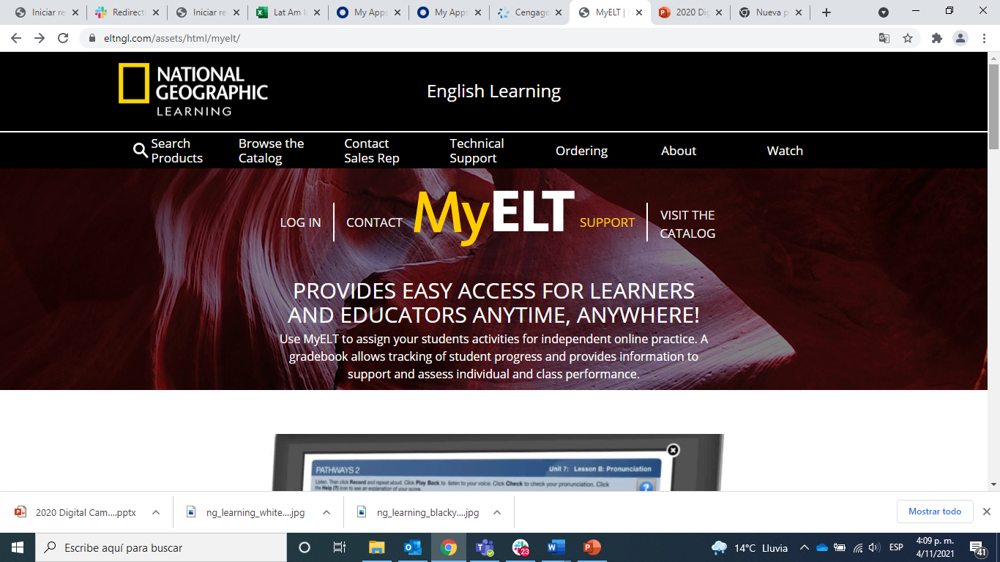 Iniciar re
Redirect
Iniciar re
Lat Am
My Apps
My Apps
Cengage
MyELT |
2020 Dig
Nueva p
eltngl.com/assets/html/myelt/
NATIONAL
GEOGRAPHIC
LEARNING
English Learning
Search
Products
Browse the
Catalog
Contact
Sales Rep
Technical
Support
Ordering
About
Watch
LOG IN
CONTACT
MyELT
SUPPORT
VISIT THE
CATALOG
PROVIDES EASY ACCESS FOR LEARNERS
AND EDUCATORS ANYTIME, ANYWHERE!
Use MyELT to assign your students activities for independent online practice. A
gradebook allows tracking of student progress and provides information to
support and assess individual and class performance.
PATHWAYS 2
Unit 7: Lesson B: Pronunciation
Listen. Then click Record and repeat aloud. Click Play Back to listen to your voice. Click Check to check your pronunciation. Click
the Help (?) icon to see an explanation of your score.
?
2020 Digital Cam....pptx
ng_learning_white....jpg
ng_learning_blacky....jpg
Mostrar todo
Escribe aquí para buscar
23
14°C Lluvia
ESP
4:09 p. m.
4/11/2021
41